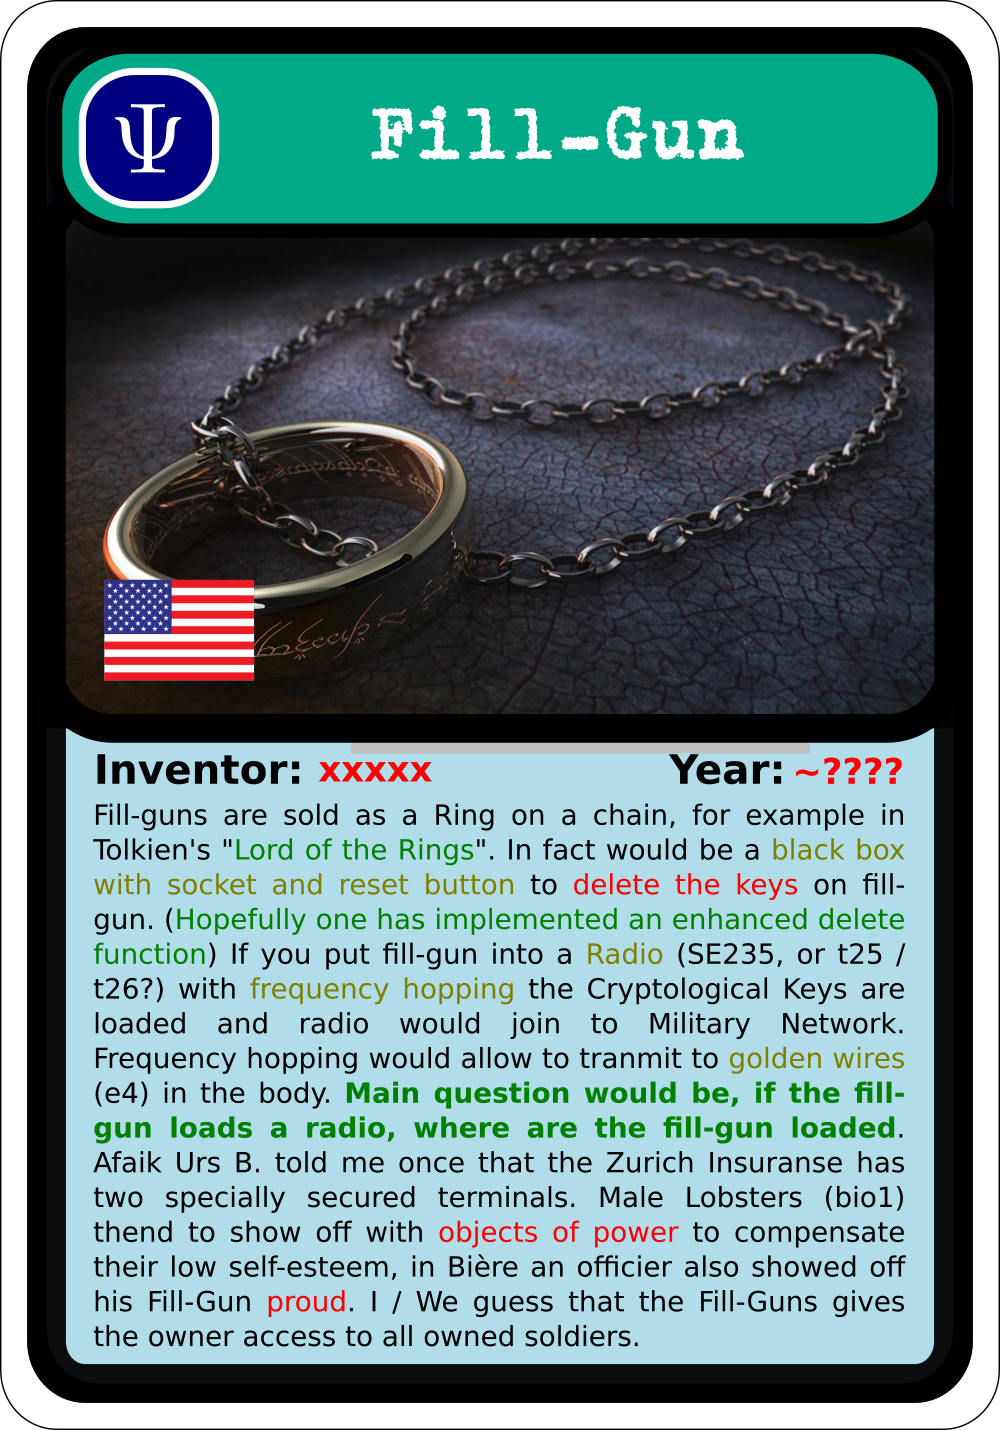 Ψ
Fill-Gun
Inventor: xxxxx Year: ~????
Fill-guns are sold as a Ring on a chain, for example in
Tolkien's "Lord of the Rings". In fact would be a black box
with socket and reset button to delete the keys on fill-
gun. (Hopefully one has implemented an enhanced delete
function) If you put fill-gun into a Radio (SE235, or t25 /
t26?) with frequency hopping the Cryptological Keys are
loaded and radio would join to Military Network.
Frequency hopping would allow to tranmit to golden wires
(e4) in the body. Main question would be, if the fill-
gun loads a radio, where are the fill-gun loaded.
Afaik Urs B. told me once that the Zurich Insuranse has
two specially secured terminals. Male Lobsters (bio1)
thend to show off with objects of power to compensate
their low self-esteem, in Bière an officier also showed off
his Fill-Gun proud. I / We guess that the Fill-Guns gives
the owner access to all owned soldiers.